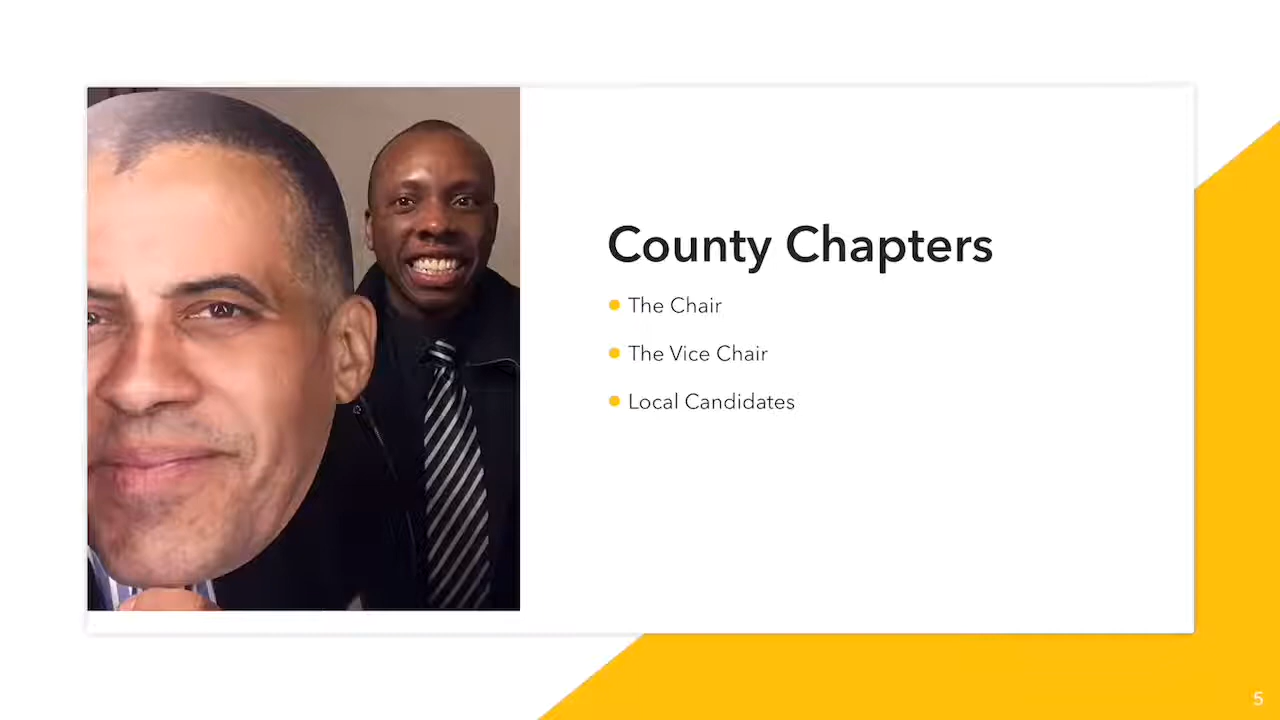 County Chapters
The Chair
The Vice Chair
Local Candidates
5